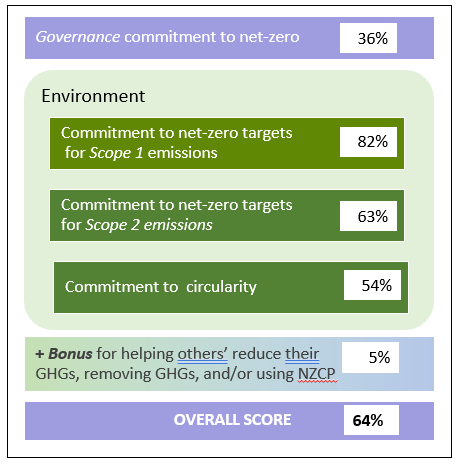 Governance commitment to net-zero 36%
Environment
Commitment to net-zero targets
for Scope 1 emissions
82%
Commitment to net-zero targets
for Scope 2 emissions
63%
Commitment to circularity 54%
+ Bonus for helping others’ reduce their
GHGs, removing GHGs, and/or using NZCP
5%
OVERALL SCORE 64%